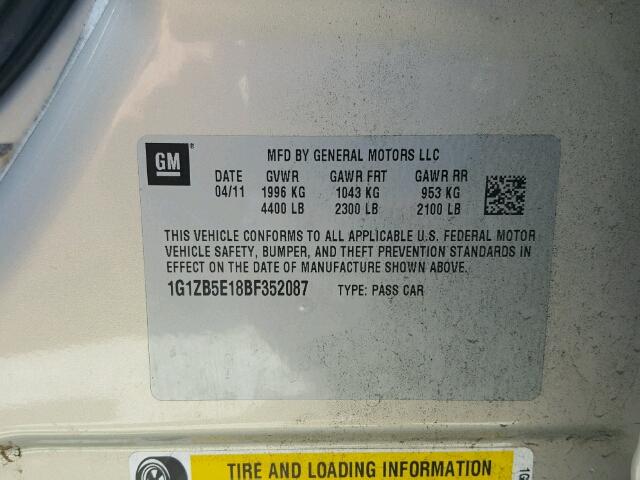 GM ® MFD BY GENERAL MOTORS LLC
DATE GVWR GAWR FRT GAWR RR
04/11 1996 KG 1043 KG 953 KG
4400 LB 2300 LB 2100 LB
THIS VEHICLE CONFORMS TO ALL APPLICABLE U.S. FEDERAL MOTOR
VEHICLE SAFETY, BUMPER, AND THEFT PREVENTION STANDARDS IN
EFFECT ON THE DATE OF MANUFACTURE SHOWN ABOVE.
1G1ZB5E18BF352087 TYPE: PASS CAR
TIRE AND LOADING INFORMATION
1G